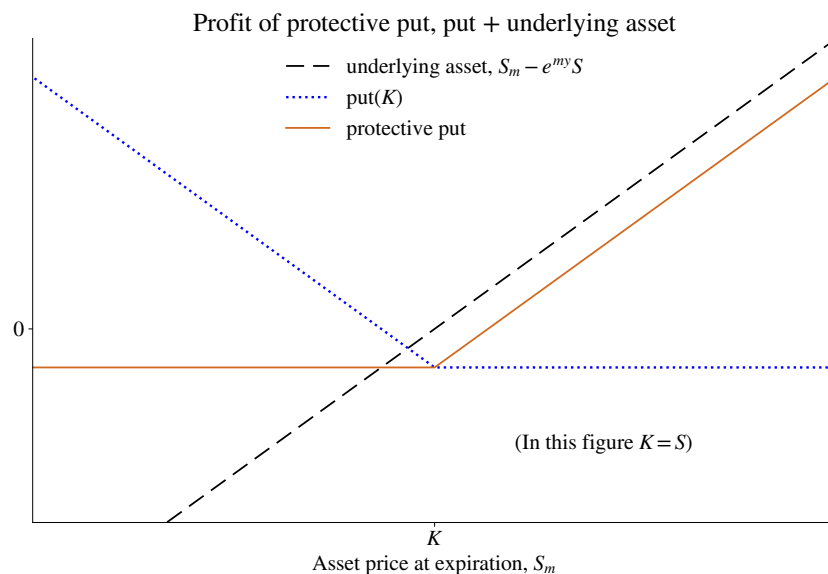 Profit of protective put, put + underlying asset
underlying asset, $S_m - e^{my}S$
put($K$)
protective put
0
(In this figure $K = S$)
$K$
Asset price at expiration, $S_m$